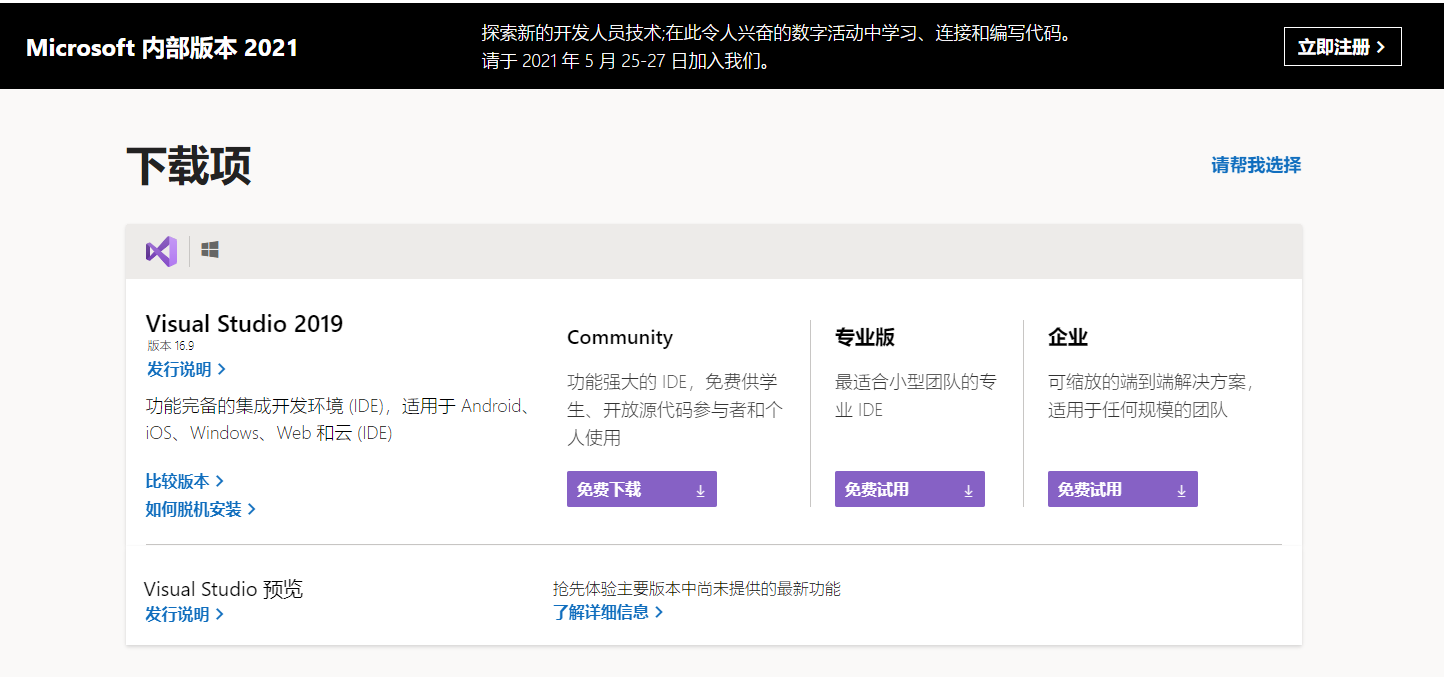 Microsoft 内部版本 2021
探索新的开发人员技术;在此令人兴奋的数字活动中学习、连接和编写代码。
请于 2021 年 5 月 25-27 日加入我们。
立即注册
下载项
请帮我选择
Visual Studio 2019
版本 16.9
发行说明
功能完备的集成开发环境 (IDE)，适用于 Android、
iOS、Windows、Web 和云 (IDE)
比较版本
如何脱机安装
Community
功能强大的 IDE，免费供学
生、开放源代码参与者和个
人使用
免费下载
专业版
最适合小型团队的专
业 IDE
免费试用
企业
可缩放的端到端解决方案，
适用于任何规模的团队
免费试用
Visual Studio 预览
发行说明
抢先体验主要版本中尚未提供的最新功能
了解详细信息